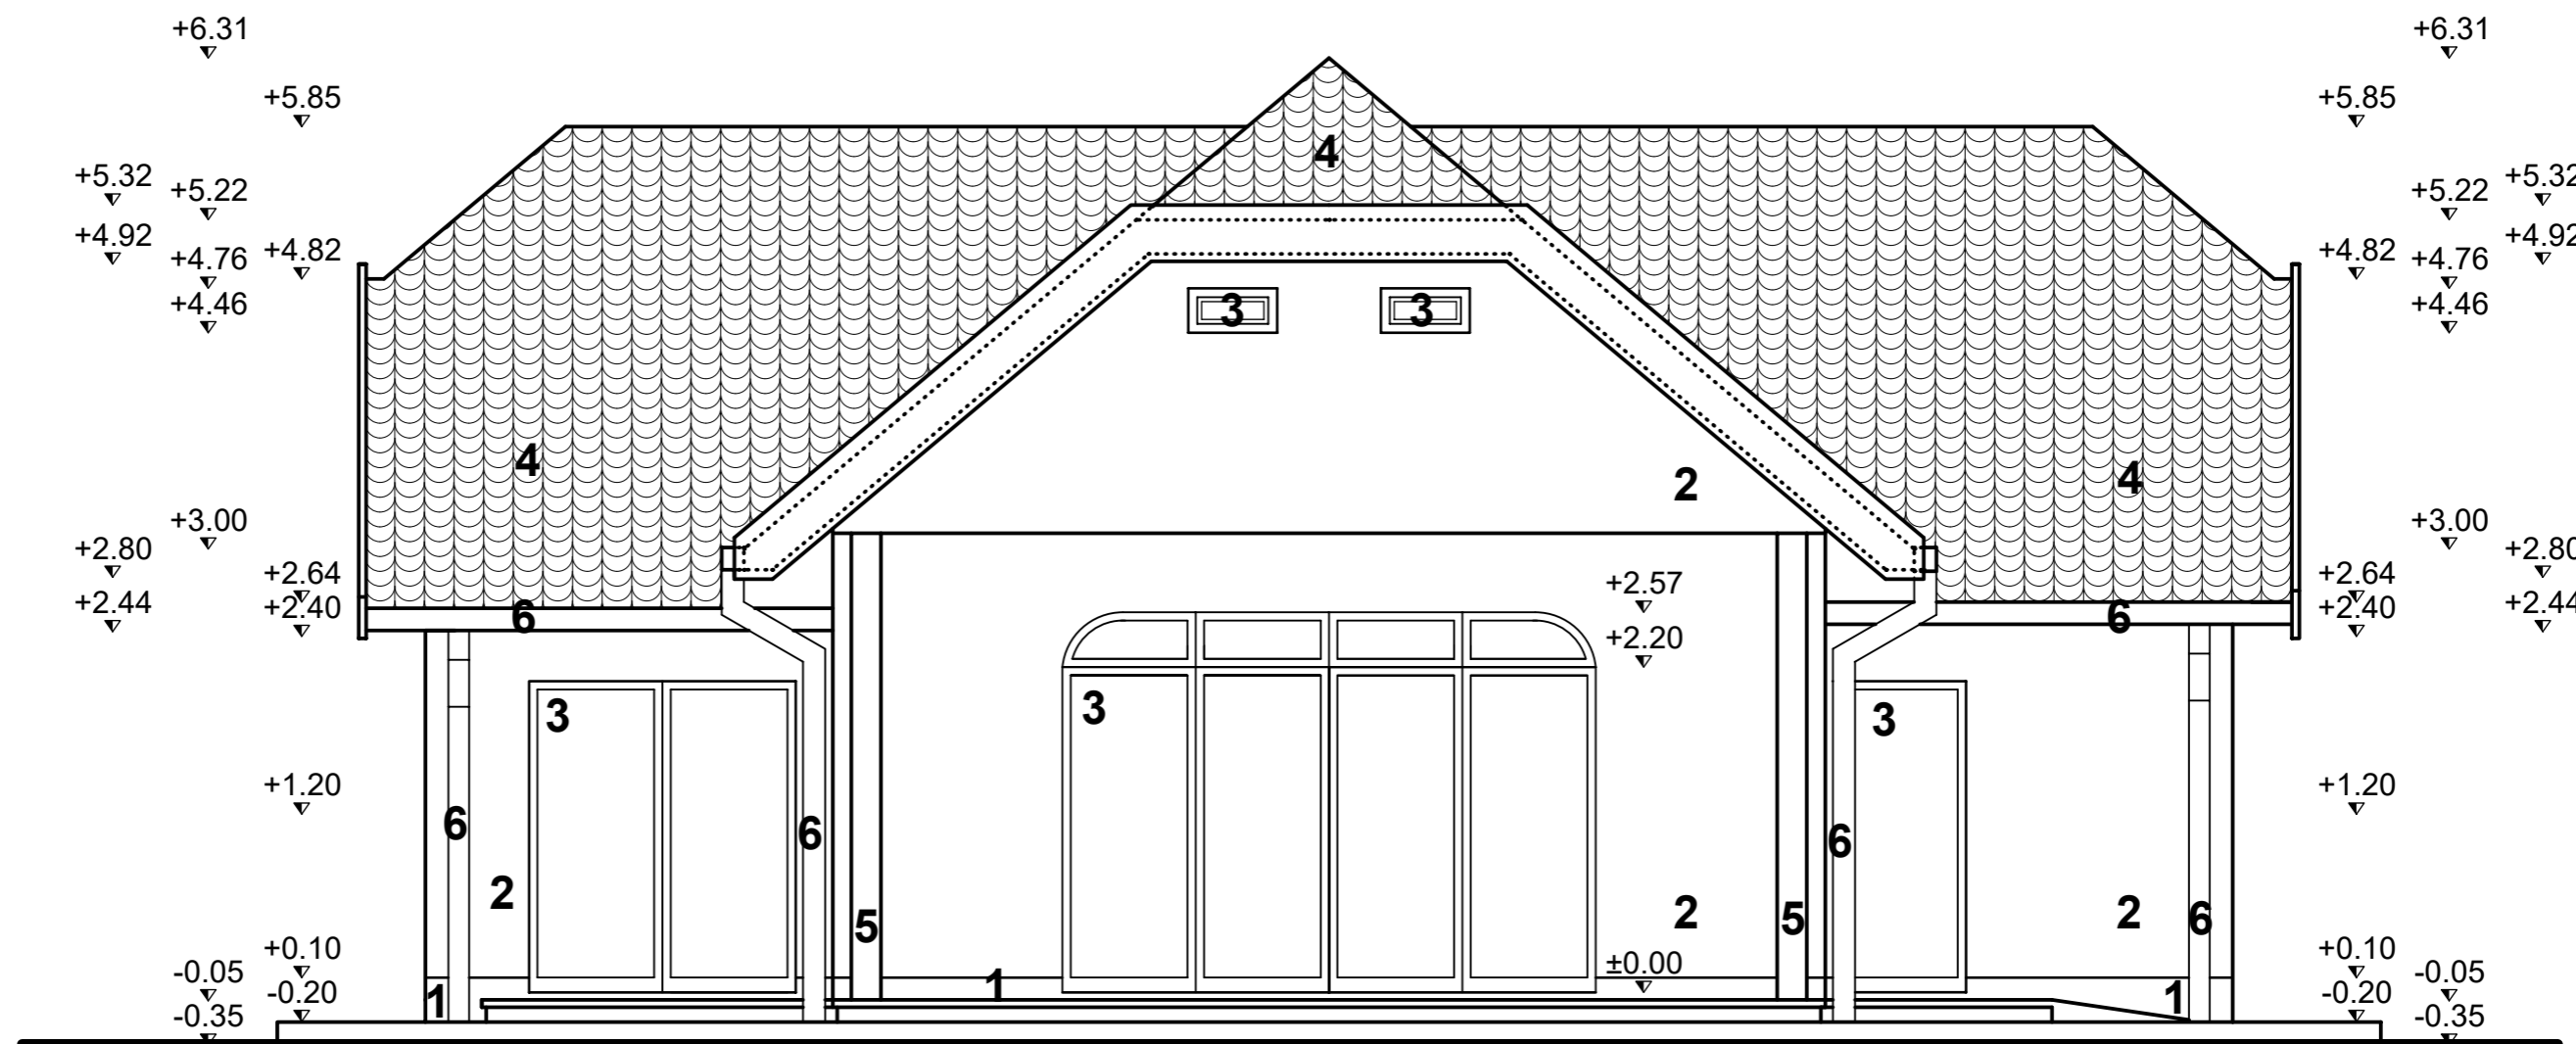 +6.31 +6.31
+5.85 +5.85
4
+5.32 +5.22 +5.22 +5.32
+4.92 +4.76 +4.82 +4.82 +4.76 +4.92
+4.46 3 3 +4.46
4 2 4
+3.00 +3.00
+2.80 +2.64 +2.57 +2.64 +2.80
+2.44 +2.40 6 6 +2.40 +2.44
+2.20
3 3 3
+1.20 +1.20
6 6 6
2 5 2 5 2 6
+0.10 ±0.00 +0.10
-0.05 -0.20 1 1 1 -0.20 -0.05
-0.35 -0.35